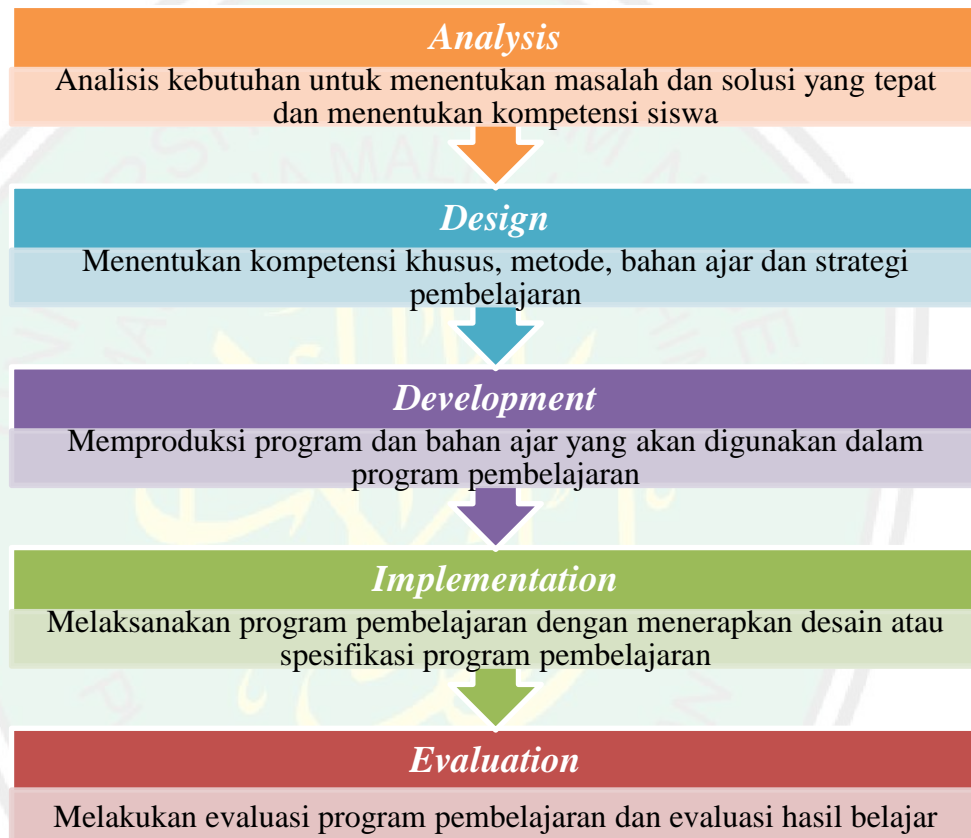 Analysis
Analisis kebutuhan untuk menentukan masalah dan solusi yang tepat
dan menentukan kompetensi siswa
Design
Menentukan kompetensi khusus, metode, bahan ajar dan strategi
pembelajaran
Development
Memproduksi program dan bahan ajar yang akan digunakan dalam
program pembelajaran
Implementation
Melaksanakan program pembelajaran dengan menerapkan desain atau
spesifikasi program pembelajaran
Evaluation
Melakukan evaluasi program pembelajaran dan evaluasi hasil belajar